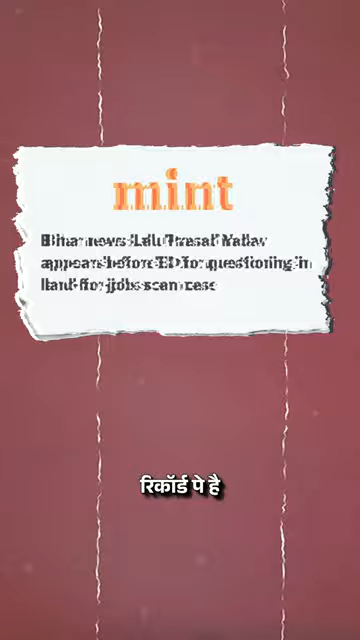 mint
Bihar news: Lalu Prasad Yadav
appears before ED for questioning in
land-for-jobs scam case
रिकॉर्ड पे है